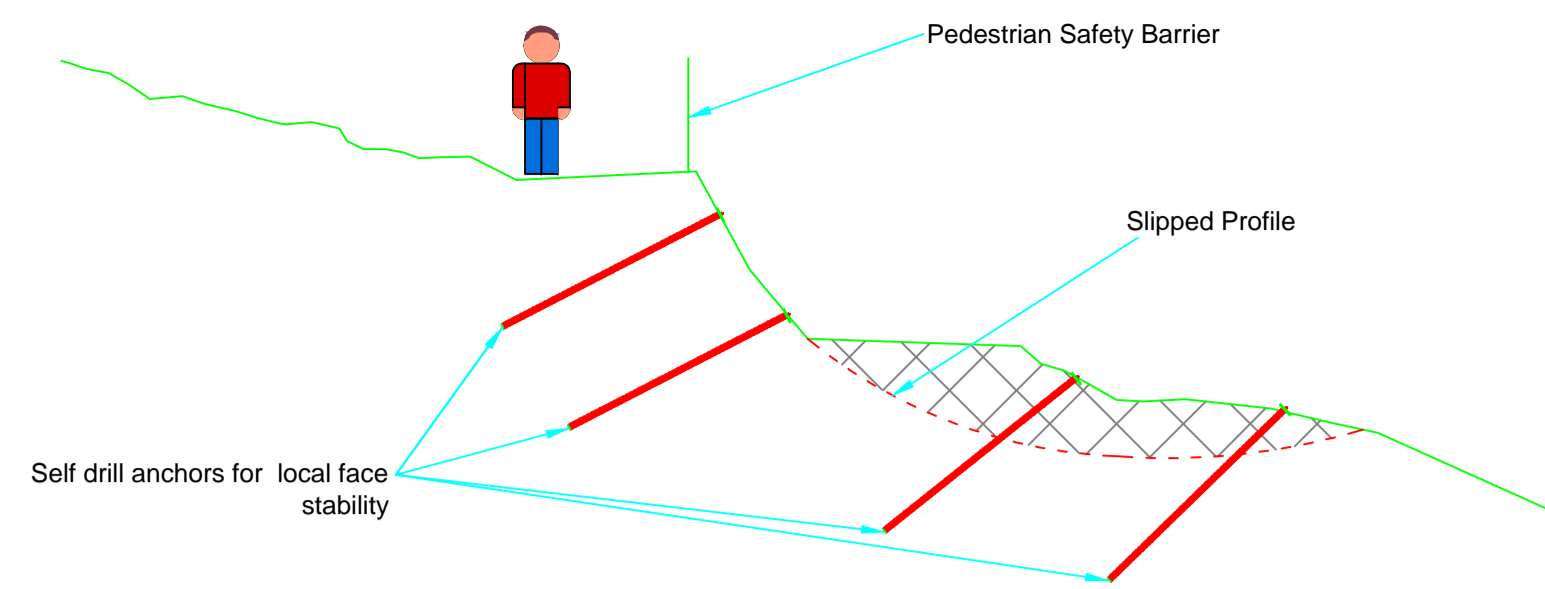 Pedestrian Safety Barrier
Slipped Profile
Self drill anchors for  local face
stability